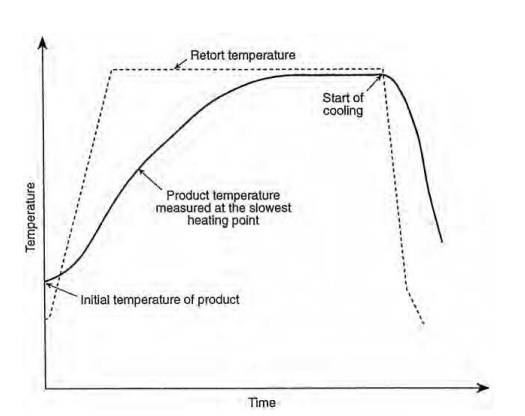 Retort temperature
Start of
cooling
Product temperature
measured at the slowest
heating point
Initial temperature of product
Temperature
Time